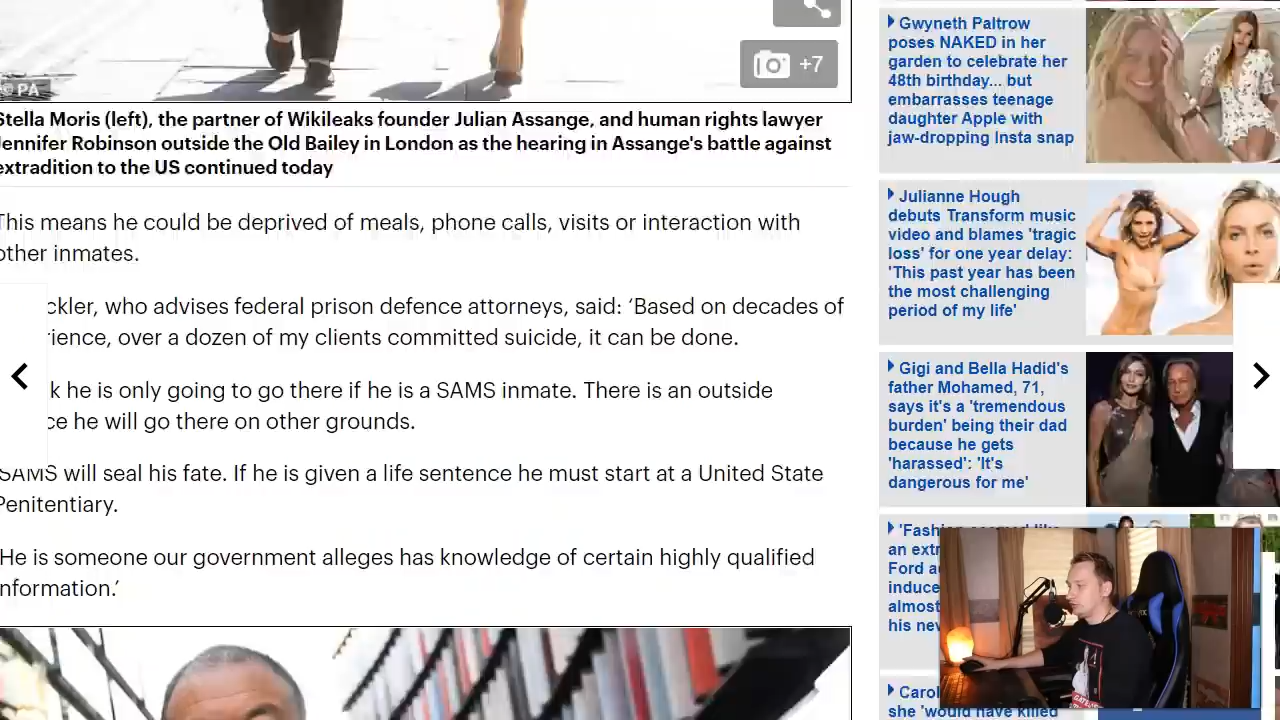 © PA
+7
Stella Moris (left), the partner of Wikileaks founder Julian Assange, and human rights lawyer
Jennifer Robinson outside the Old Bailey in London as the hearing in Assange's battle against
extradition to the US continued today
This means he could be deprived of meals, phone calls, visits or interaction with
other inmates.
ckler, who advises federal prison defence attorneys, said: ‘Based on decades of
rience, over a dozen of my clients committed suicide, it can be done.
k he is only going to go there if he is a SAMS inmate. There is an outside
ce he will go there on other grounds.
SAMS will seal his fate. If he is given a life sentence he must start at a United State
Penitentiary.
He is someone our government alleges has knowledge of certain highly qualified
information.’
Gwyneth Paltrow
poses NAKED in her
garden to celebrate her
48th birthday... but
embarrasses teenage
daughter Apple with
jaw-dropping Insta snap
Julianne Hough
debuts Transform music
video and blames 'tragic
loss' for one year delay:
'This past year has been
the most challenging
period of my life'
Gigi and Bella Hadid's
father Mohamed, 71,
says it's a 'tremendous
burden' being their dad
because he gets
'harassed': 'It's
dangerous for me'
'Fashion seemed like
an extr
Ford a
induce
almost
his nev
Carol
she 'would have killed